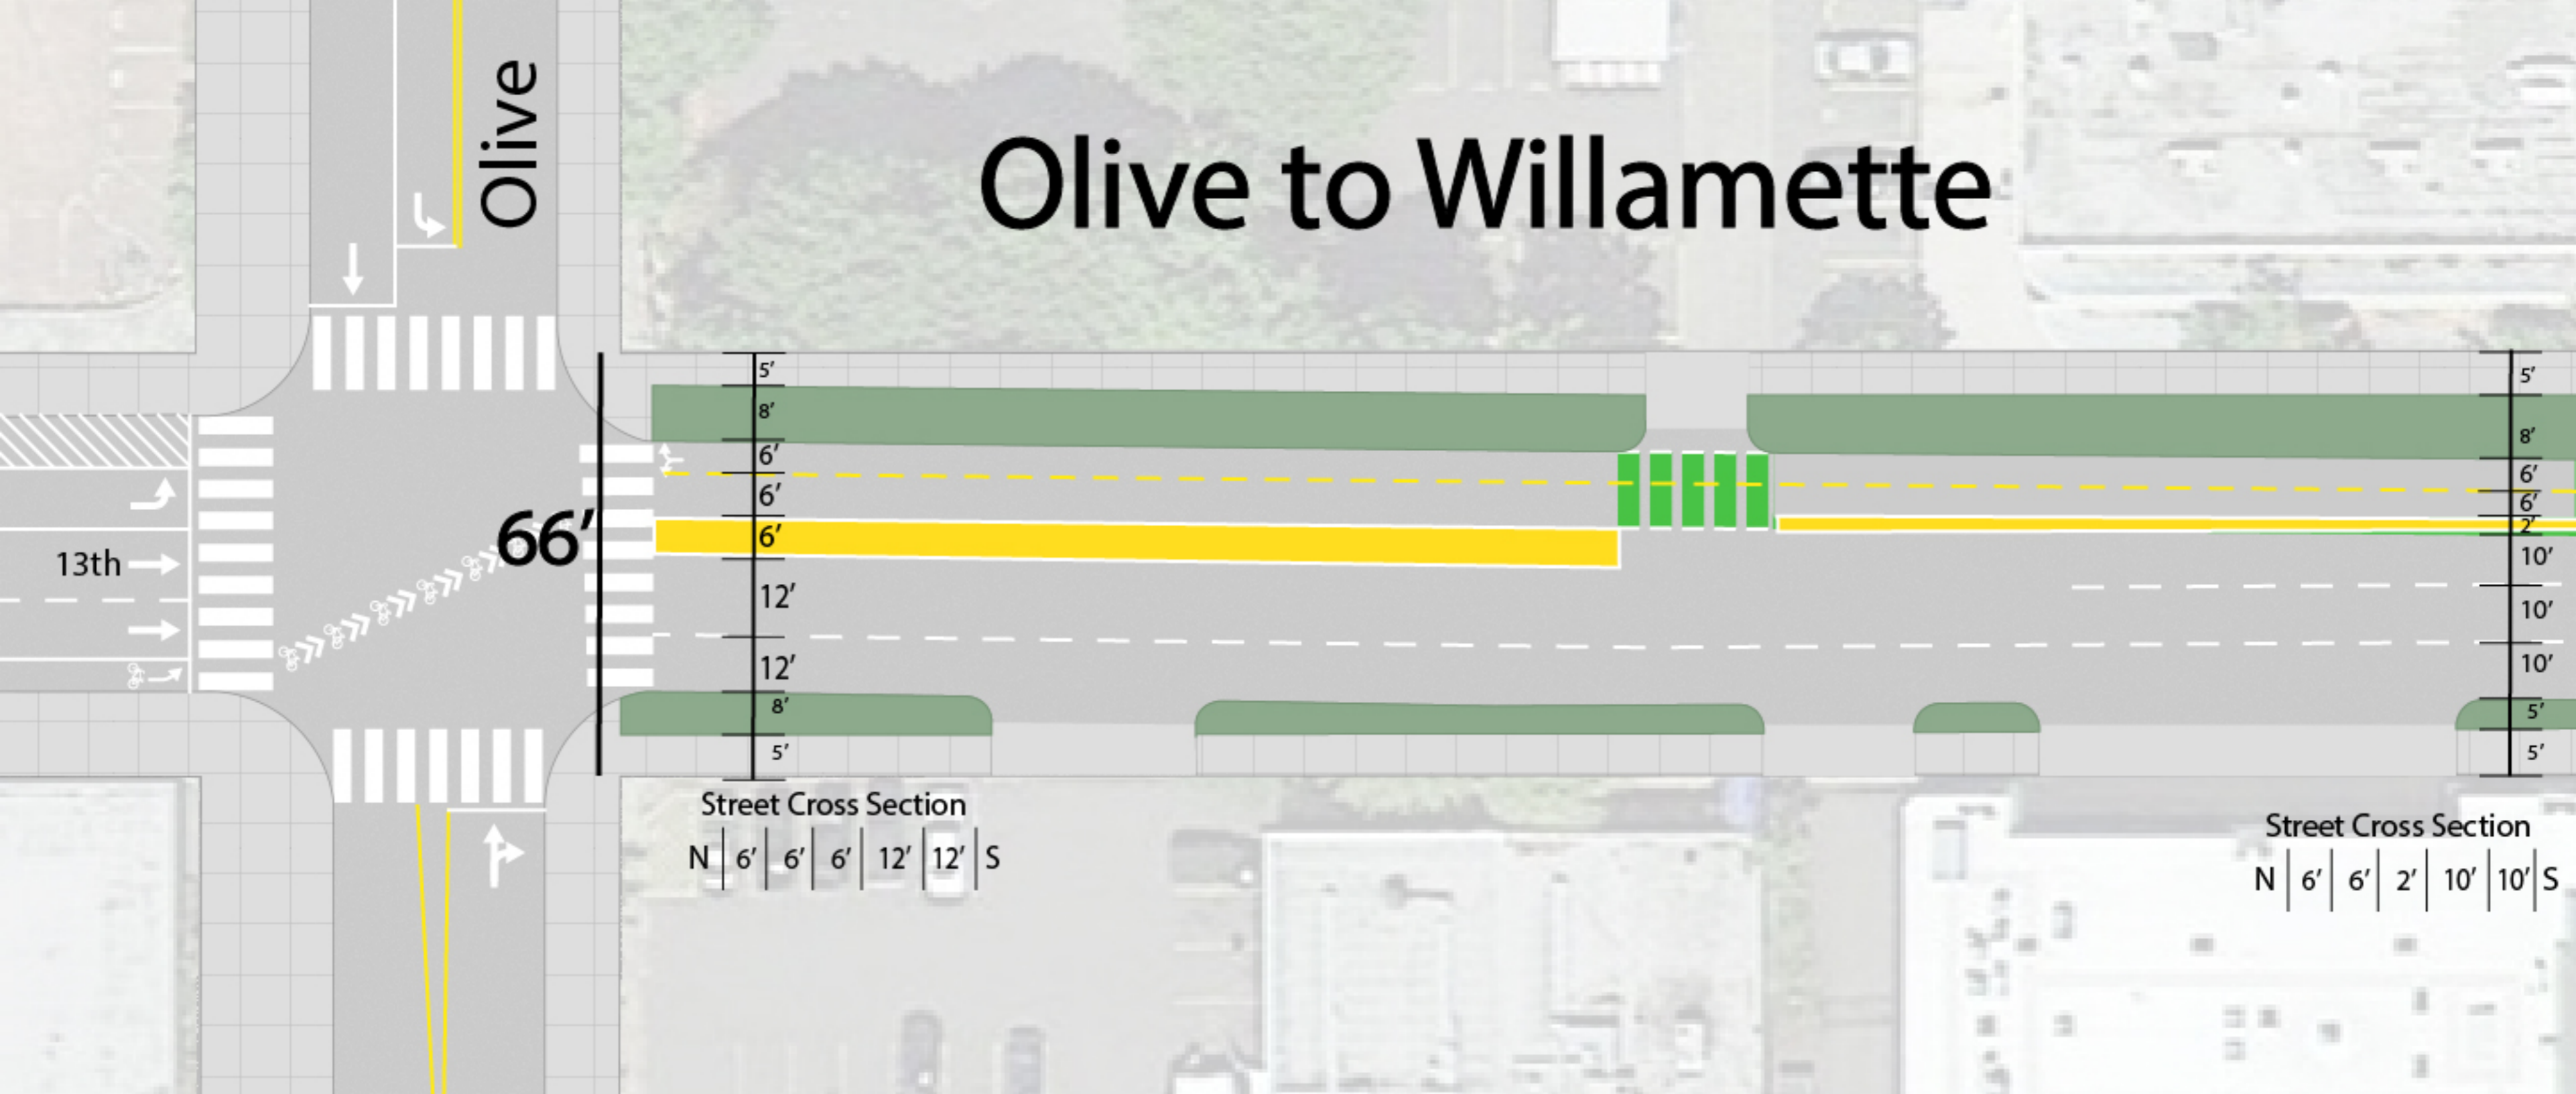 Olive
Olive to Willamette
13th
66’
5’
8’
6’
6’
6’
12’
12’
8’
5’
5’
8’
6’
6’
2’
10’
10’
10’
5’
5’
Street Cross Section
N 6’ 6’ 6’ 12’ 12’ S
Street Cross Section
N 6’ 6’ 2’ 10’ 10’ S